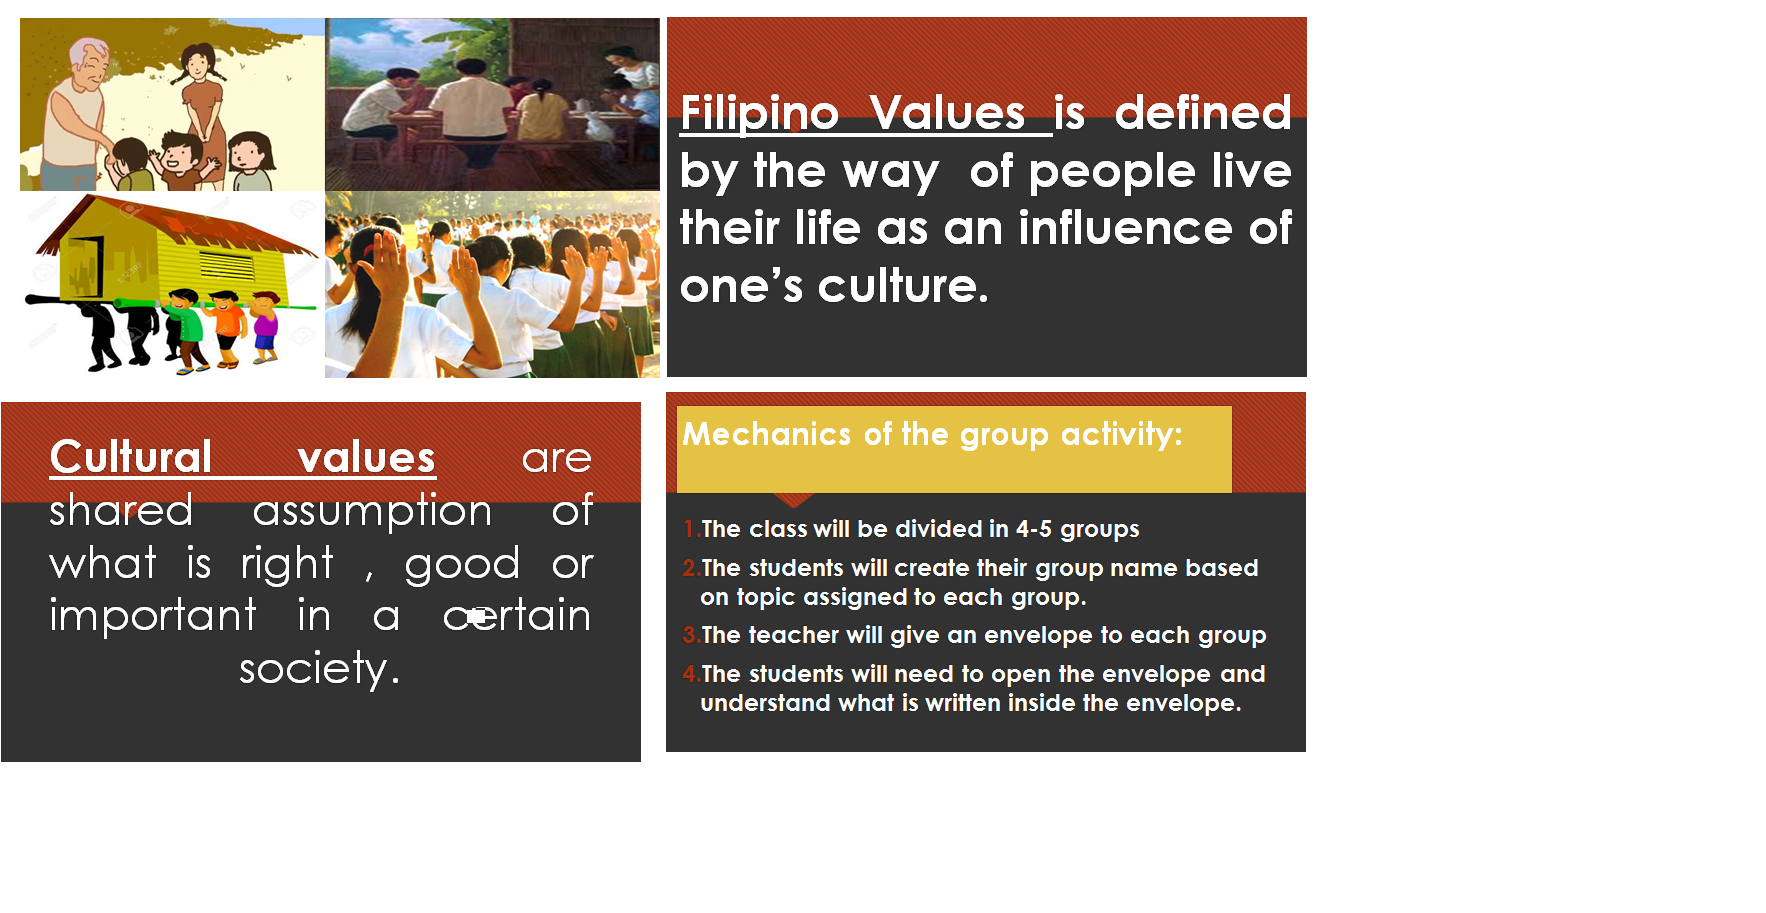 Filipino Values is defined
by the way of people live
their life as an influence of
one’s culture.
Cultural values are
shared assumption of
what is right , good or
important in a certain
society.
Mechanics of the group activity:
1.The class will be divided in 4-5 groups
2.The students will create their group name based
on topic assigned to each group.
3.The teacher will give an envelope to each group
4.The students will need to open the envelope and
understand what is written inside the envelope.